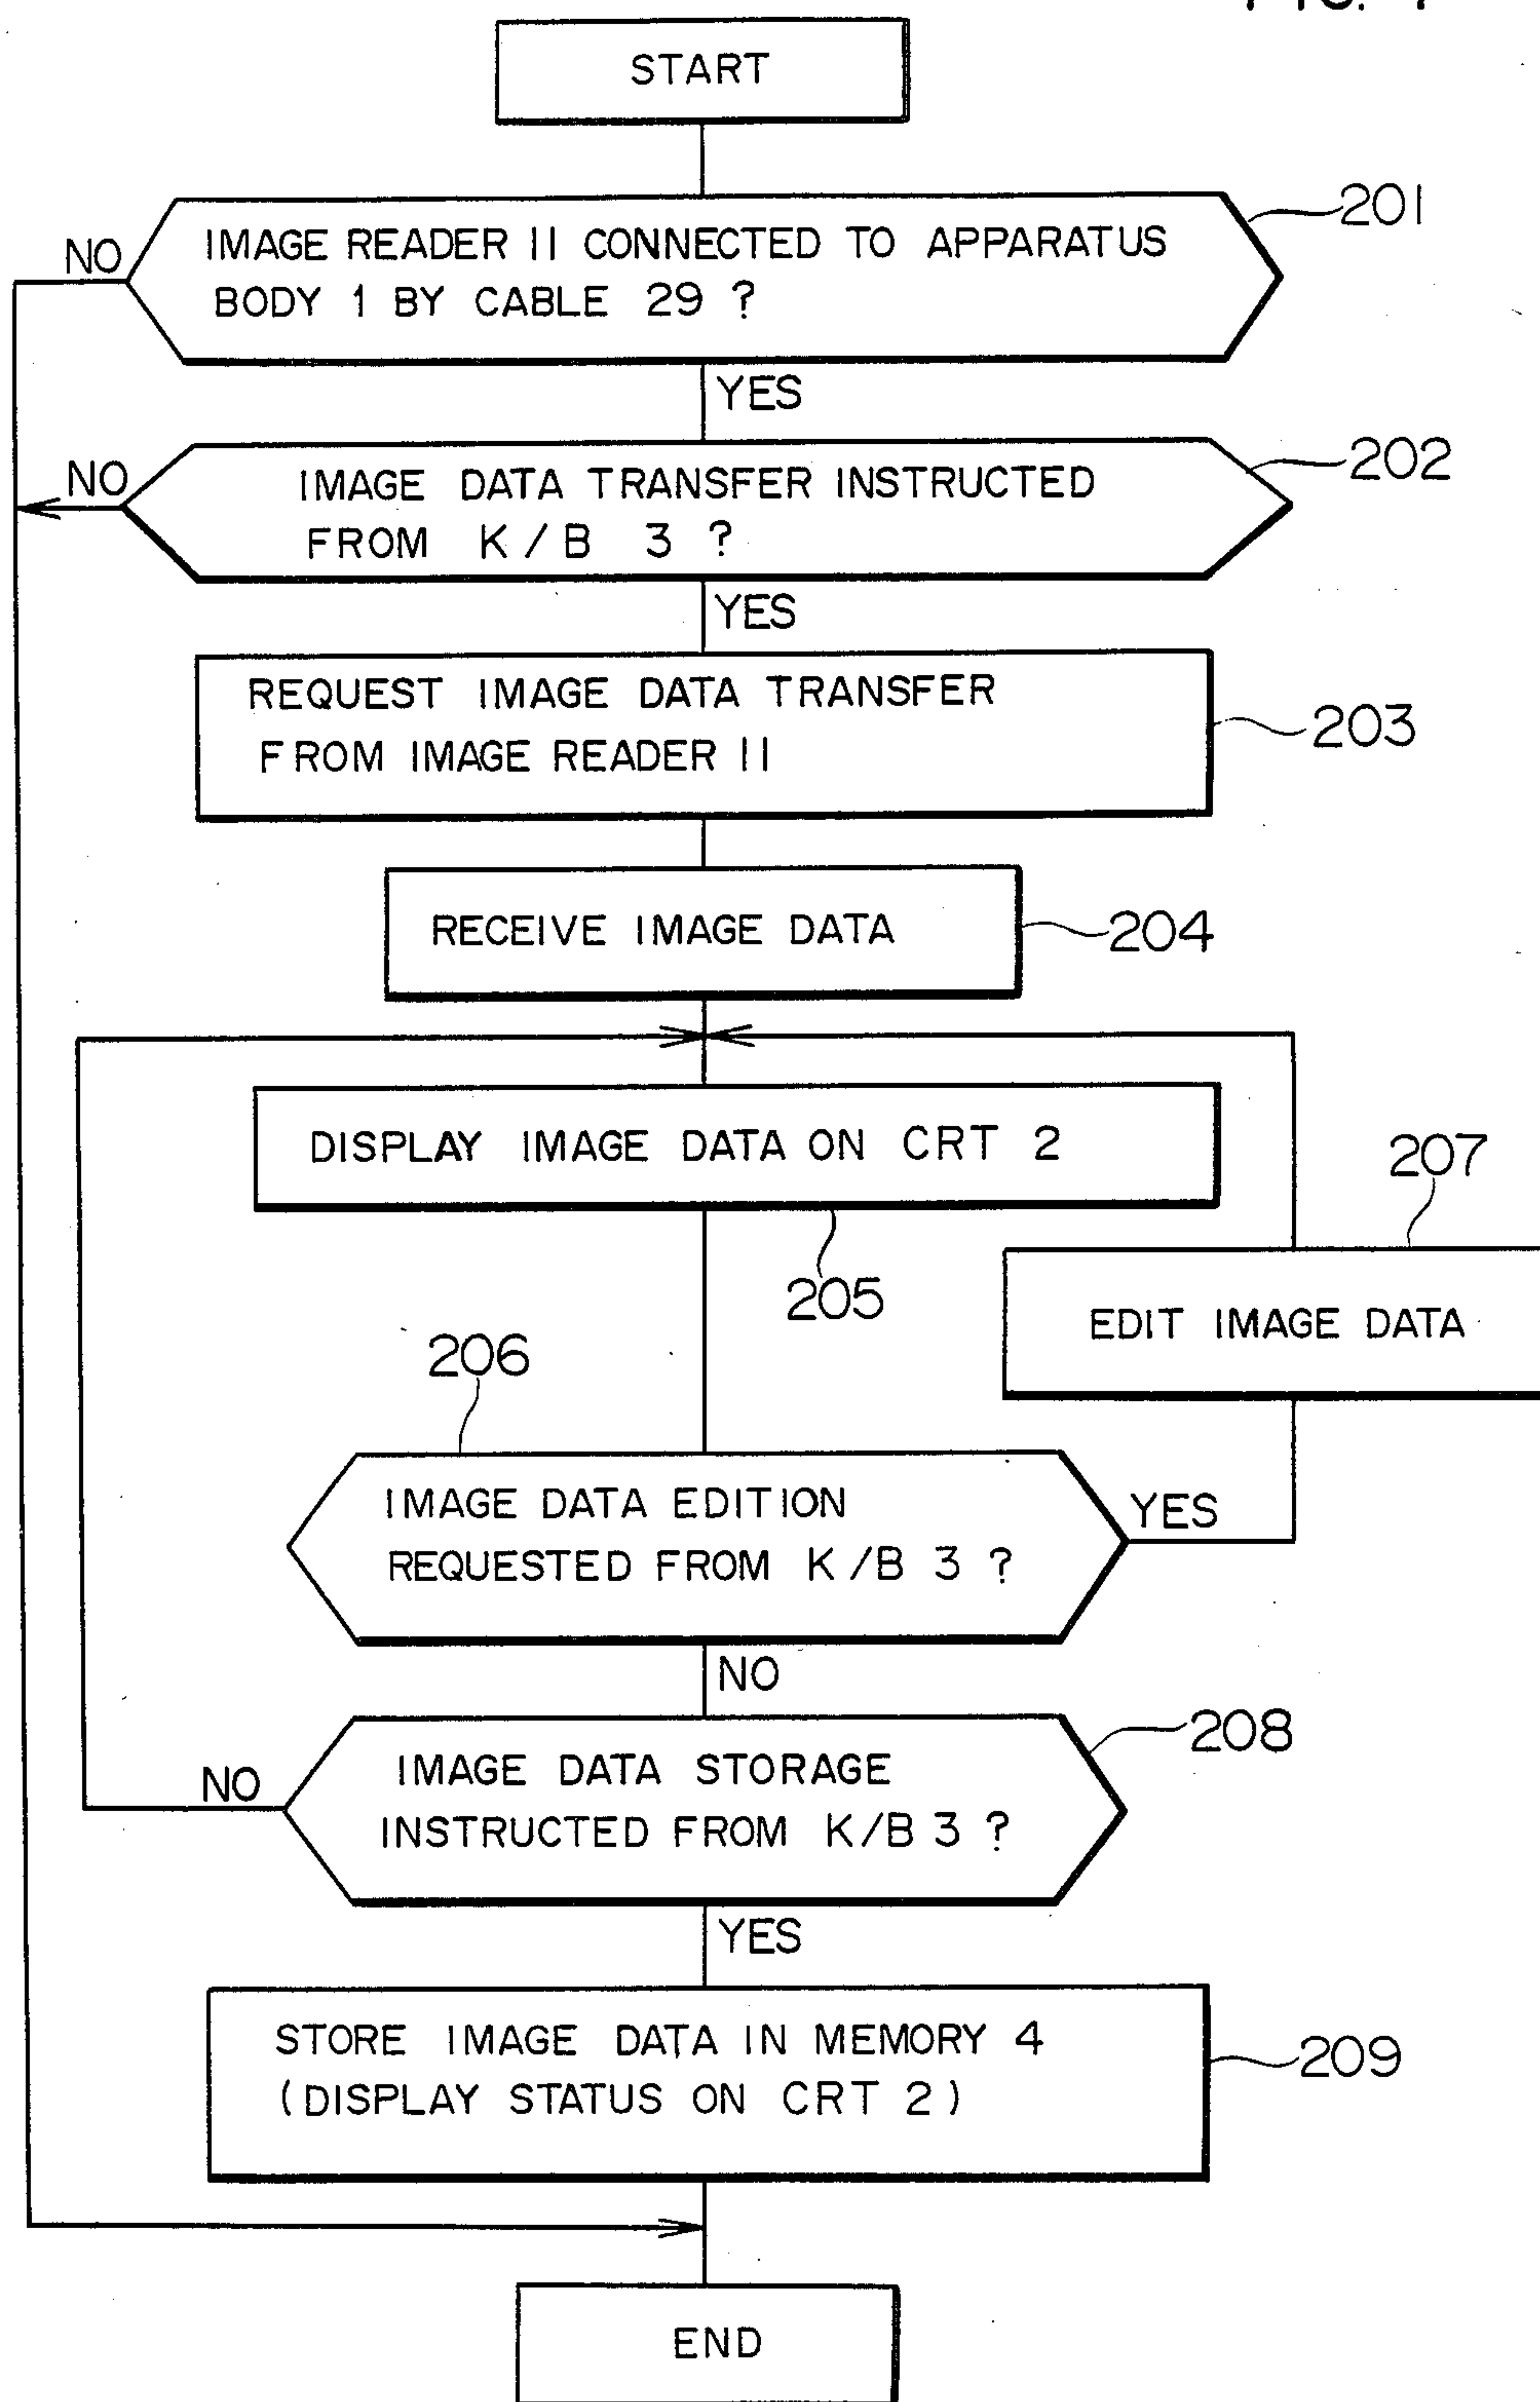 START
201
NO
IMAGE READER 11 CONNECTED TO APPARATUS
BODY 1 BY CABLE 29 ?
YES
202
NO
IMAGE DATA TRANSFER INSTRUCTED
FROM K/B 3 ?
YES
REQUEST IMAGE DATA TRANSFER
FROM IMAGE READER 11
203
RECEIVE IMAGE DATA
204
DISPLAY IMAGE DATA ON CRT 2
205
207
EDIT IMAGE DATA
206
IMAGE DATA EDITION
REQUESTED FROM K/B 3 ?
YES
NO
208
NO
IMAGE DATA STORAGE
INSTRUCTED FROM K/B 3 ?
YES
STORE IMAGE DATA IN MEMORY 4
(DISPLAY STATUS ON CRT 2)
209
END